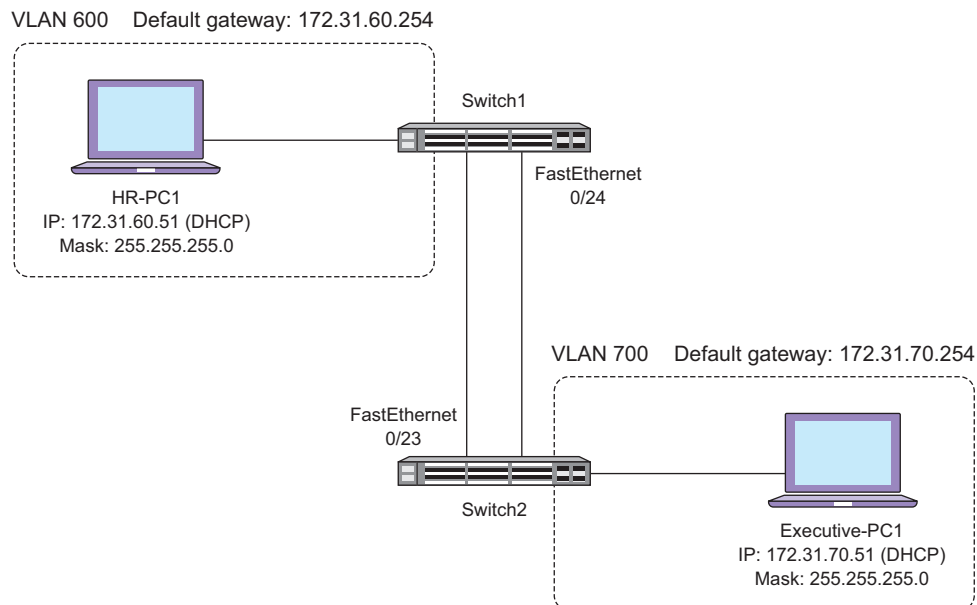 VLAN 600 Default gateway: 172.31.60.254
Switch1
FastEthernet
0/24
HR-PC1
IP: 172.31.60.51 (DHCP)
Mask: 255.255.255.0
VLAN 700 Default gateway: 172.31.70.254
FastEthernet
0/23
Switch2
Executive-PC1
IP: 172.31.70.51 (DHCP)
Mask: 255.255.255.0